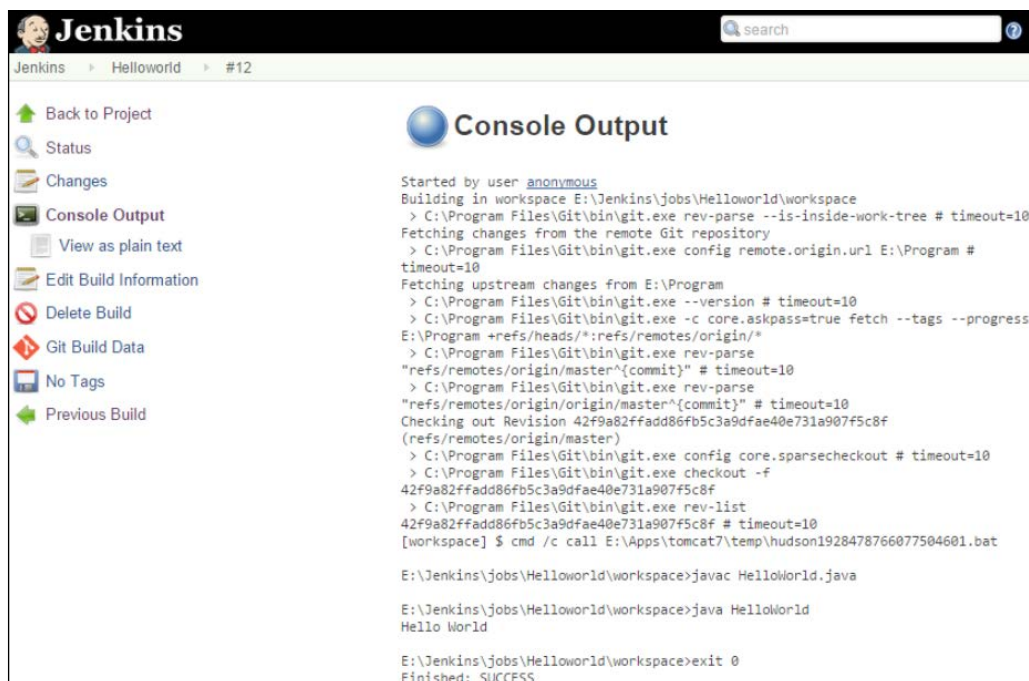 Jenkins
search
Jenkins Helloworld #12
Back to Project
Status
Changes
Console Output
View as plain text
Edit Build Information
Delete Build
Git Build Data
No Tags
Previous Build
Console Output
Started by user anonymous
Building in workspace E:\Jenkins\jobs\Helloworld\workspace
> C:\Program Files\Git\bin\git.exe rev-parse --is-inside-work-tree # timeout=10
Fetching changes from the remote Git repository
> C:\Program Files\Git\bin\git.exe config remote.origin.url E:\Program #
timeout=10
Fetching upstream changes from E:\Program
> C:\Program Files\Git\bin\git.exe --version # timeout=10
> C:\Program Files\Git\bin\git.exe -c core.askpass=true fetch --tags --progress
E:\Program +refs/heads/*:refs/remotes/origin/*
> C:\Program Files\Git\bin\git.exe rev-parse
"refs/remotes/origin/master^{commit}" # timeout=10
> C:\Program Files\Git\bin\git.exe rev-parse
"refs/remotes/origin/origin/master^{commit}" # timeout=10
Checking out Revision 42f9a82ffadd86fb5c3a9dfae40e731a907f5c8f
(refs/remotes/origin/master)
> C:\Program Files\Git\bin\git.exe config core.sparsecheckout # timeout=10
> C:\Program Files\Git\bin\git.exe checkout -f
42f9a82ffadd86fb5c3a9dfae40e731a907f5c8f
> C:\Program Files\Git\bin\git.exe rev-list
42f9a82ffadd86fb5c3a9dfae40e731a907f5c8f # timeout=10
[workspace] $ cmd /c call E:\Apps\tomcat7\temp\hudson1928478766077504601.bat
E:\Jenkins\jobs\Helloworld\workspace>javac HelloWorld.java
E:\Jenkins\jobs\Helloworld\workspace>java HelloWorld
Hello World
E:\Jenkins\jobs\Helloworld\workspace>exit 0
Finished: SUCCESS